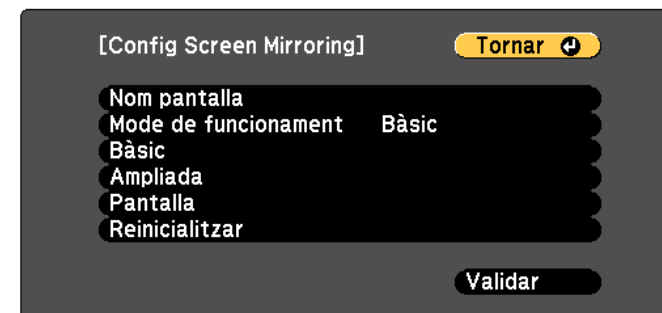 [Config Screen Mirroring]
Tornar
Nom pantalla
Mode de funcionament Bàsic
Bàsic
Ampliada
Pantalla
Reinicialitzar
Validar